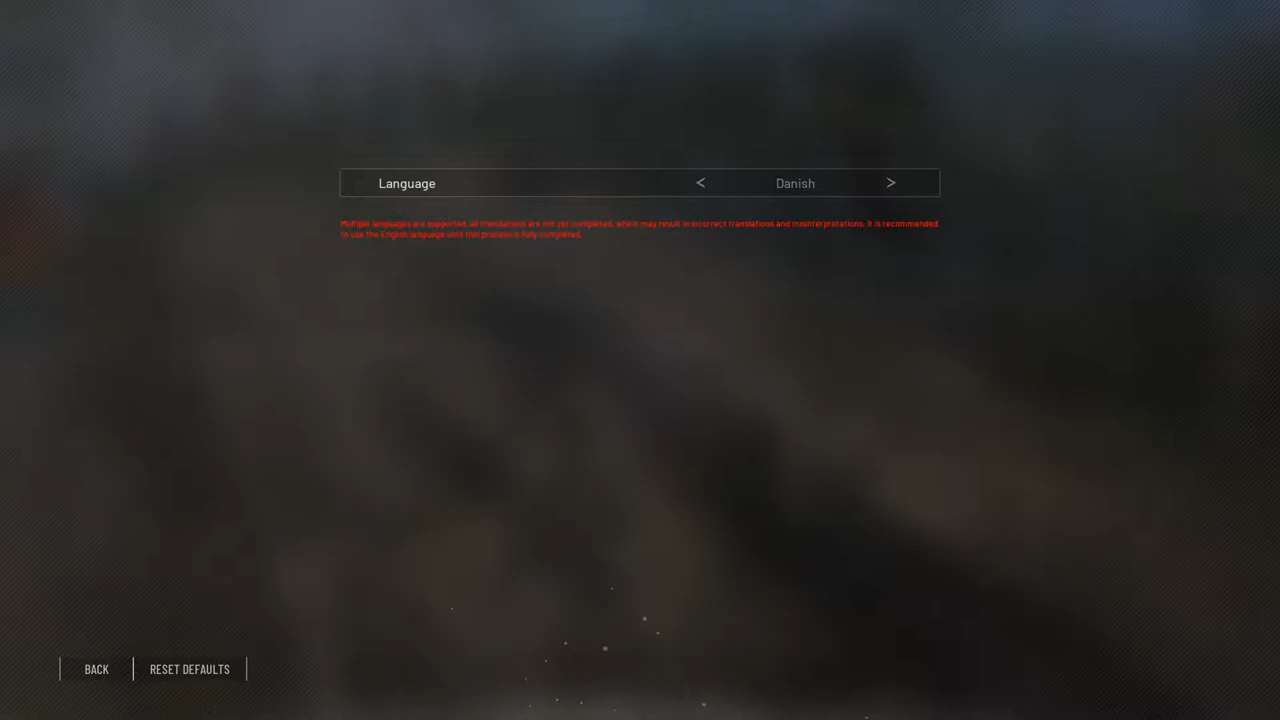 Language < Danish >
Multiple languages are supported, all translations are not yet completed, which may result in incorrect translations and misinterpretations. It is recommended
to use the English language until this process is fully completed.
BACK RESET DEFAULTS